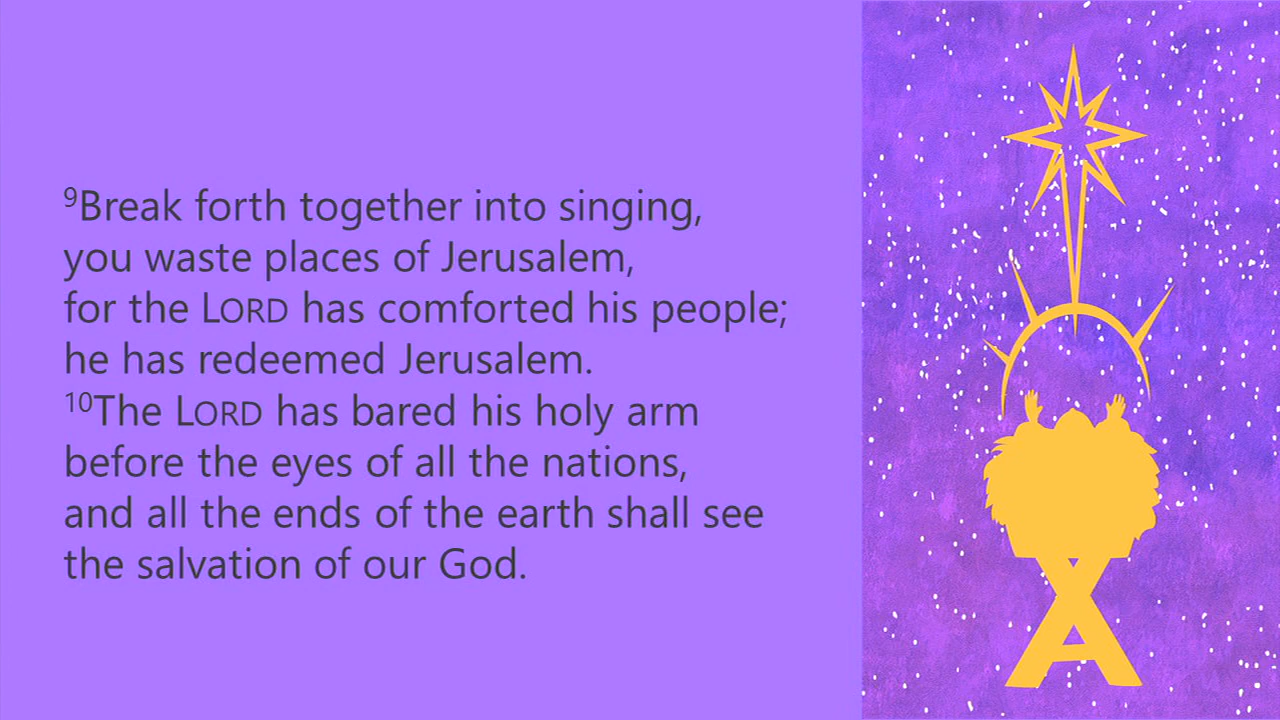 ⁹Break forth together into singing,
you waste places of Jerusalem,
for the LORD has comforted his people;
he has redeemed Jerusalem.
¹⁰The LORD has bared his holy arm
before the eyes of all the nations,
and all the ends of the earth shall see
the salvation of our God.